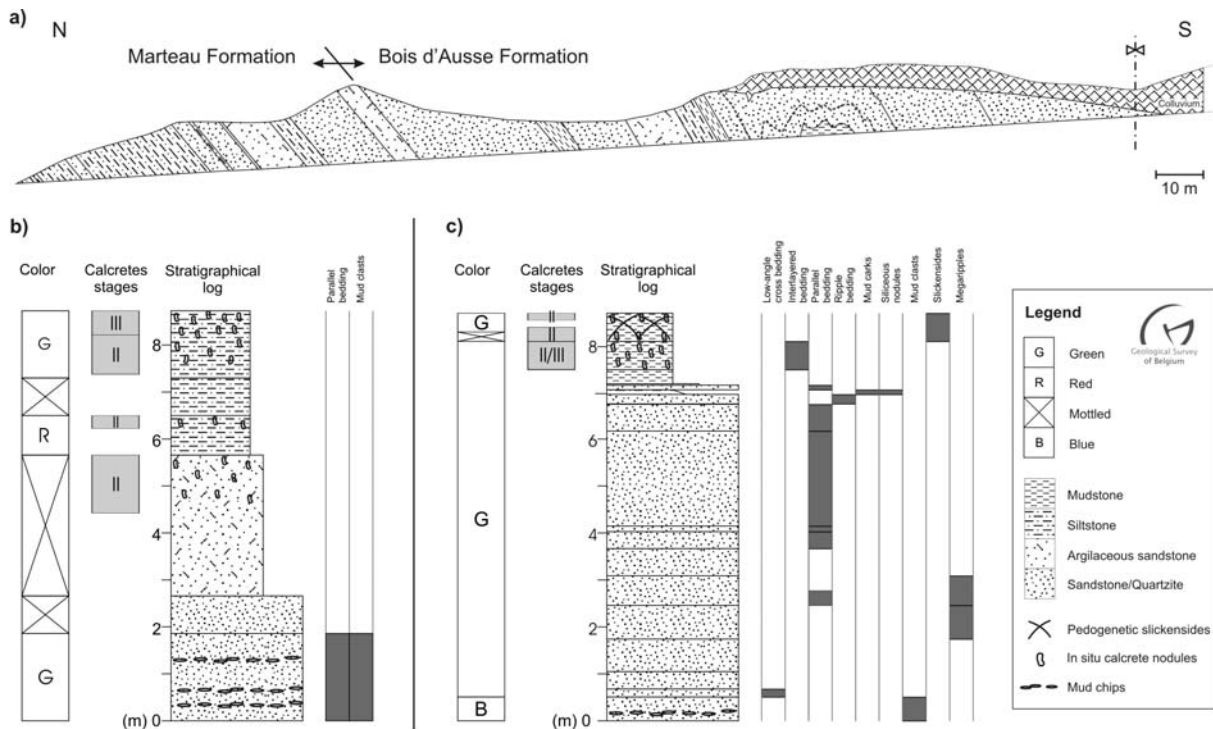 a)
N
S
Marteau Formation
Bois d'Ausse Formation
Colluvium
10 m
b)
Color
Calcretes
stages
Stratigraphical
log
Parallel
bedding
Mud clasts
G
R
G
III
II
II
II
8
6
4
2
(m) 0
c)
Color
Calcretes
stages
Stratigraphical
log
Low-angle
cross bedding
Interlayered
bedding
Parallel
bedding
Ripple
bedding
Mud carks
Siliceous
nodules
Mud clasts
Slickensides
Megaripples
G
G
B
II
II
II/III
8
6
4
2
(m) 0
Legend
Geological Survey
of Belgium
G Green
R Red
Mottled
B Blue
Mudstone
Siltstone
Argilaceous sandstone
Sandstone/Quartzite
Pedogenetic slickensides
In situ calcrete nodules
Mud chips